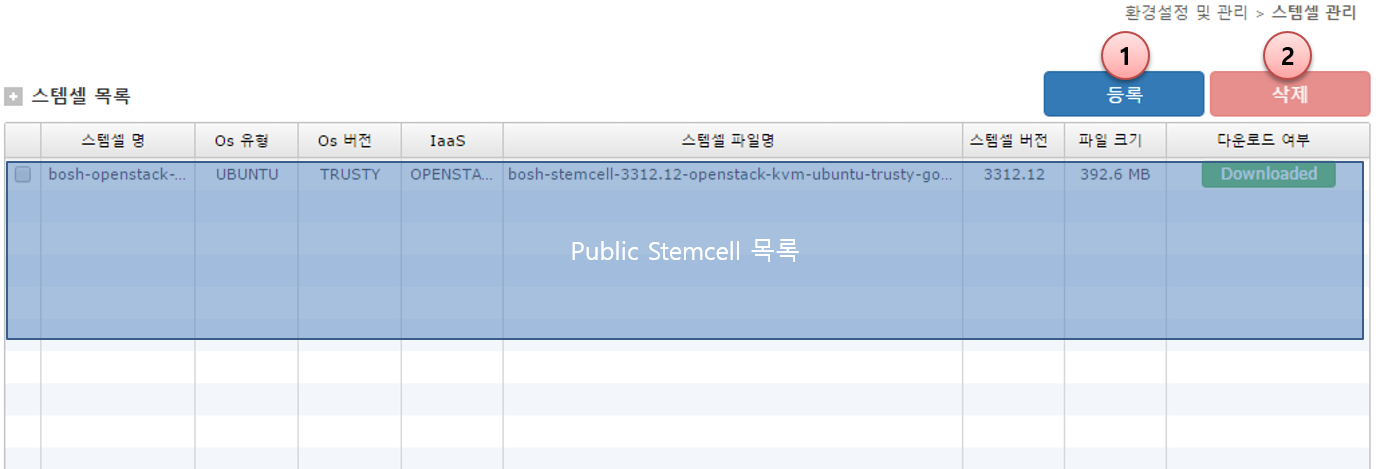 환경설정 및 관리 > 스템셀 관리
1 2
스템셀 목록 등록 삭제
스템셀 명 Os 유형 Os 버전 IaaS 스템셀 파일명 스템셀 버전 파일 크기 다운로드 여부
bosh-openstack-... UBUNTU TRUSTY OPENSTA... bosh-stemcell-3312.12-openstack-kvm-ubuntu-trusty-go... 3312.12 392.6 MB Downloaded
Public Stemcell 목록